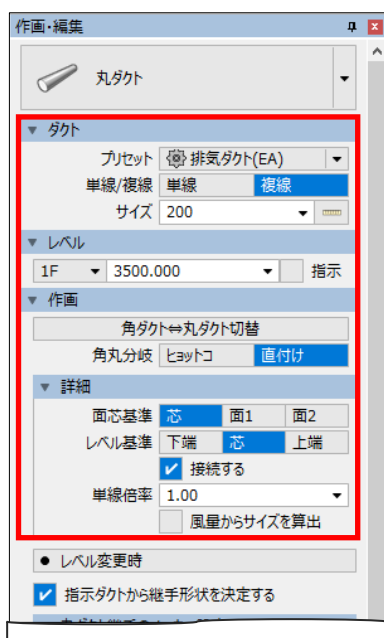 作画・編集
丸ダクト
ダクト
プリセット 排気ダクト(EA)
単線/複線 単線 複線
サイズ 200
レベル
1F 3500.000 指示
作画
角ダクト⇔丸ダクト切替
角丸分岐 ヒョットコ 直付け
詳細
面芯基準 芯 面1 面2
レベル基準 下端 芯 上端
接続する
単線倍率 1.00
風量からサイズを算出
● レベル変更時
指示ダクトから継手形状を決定する